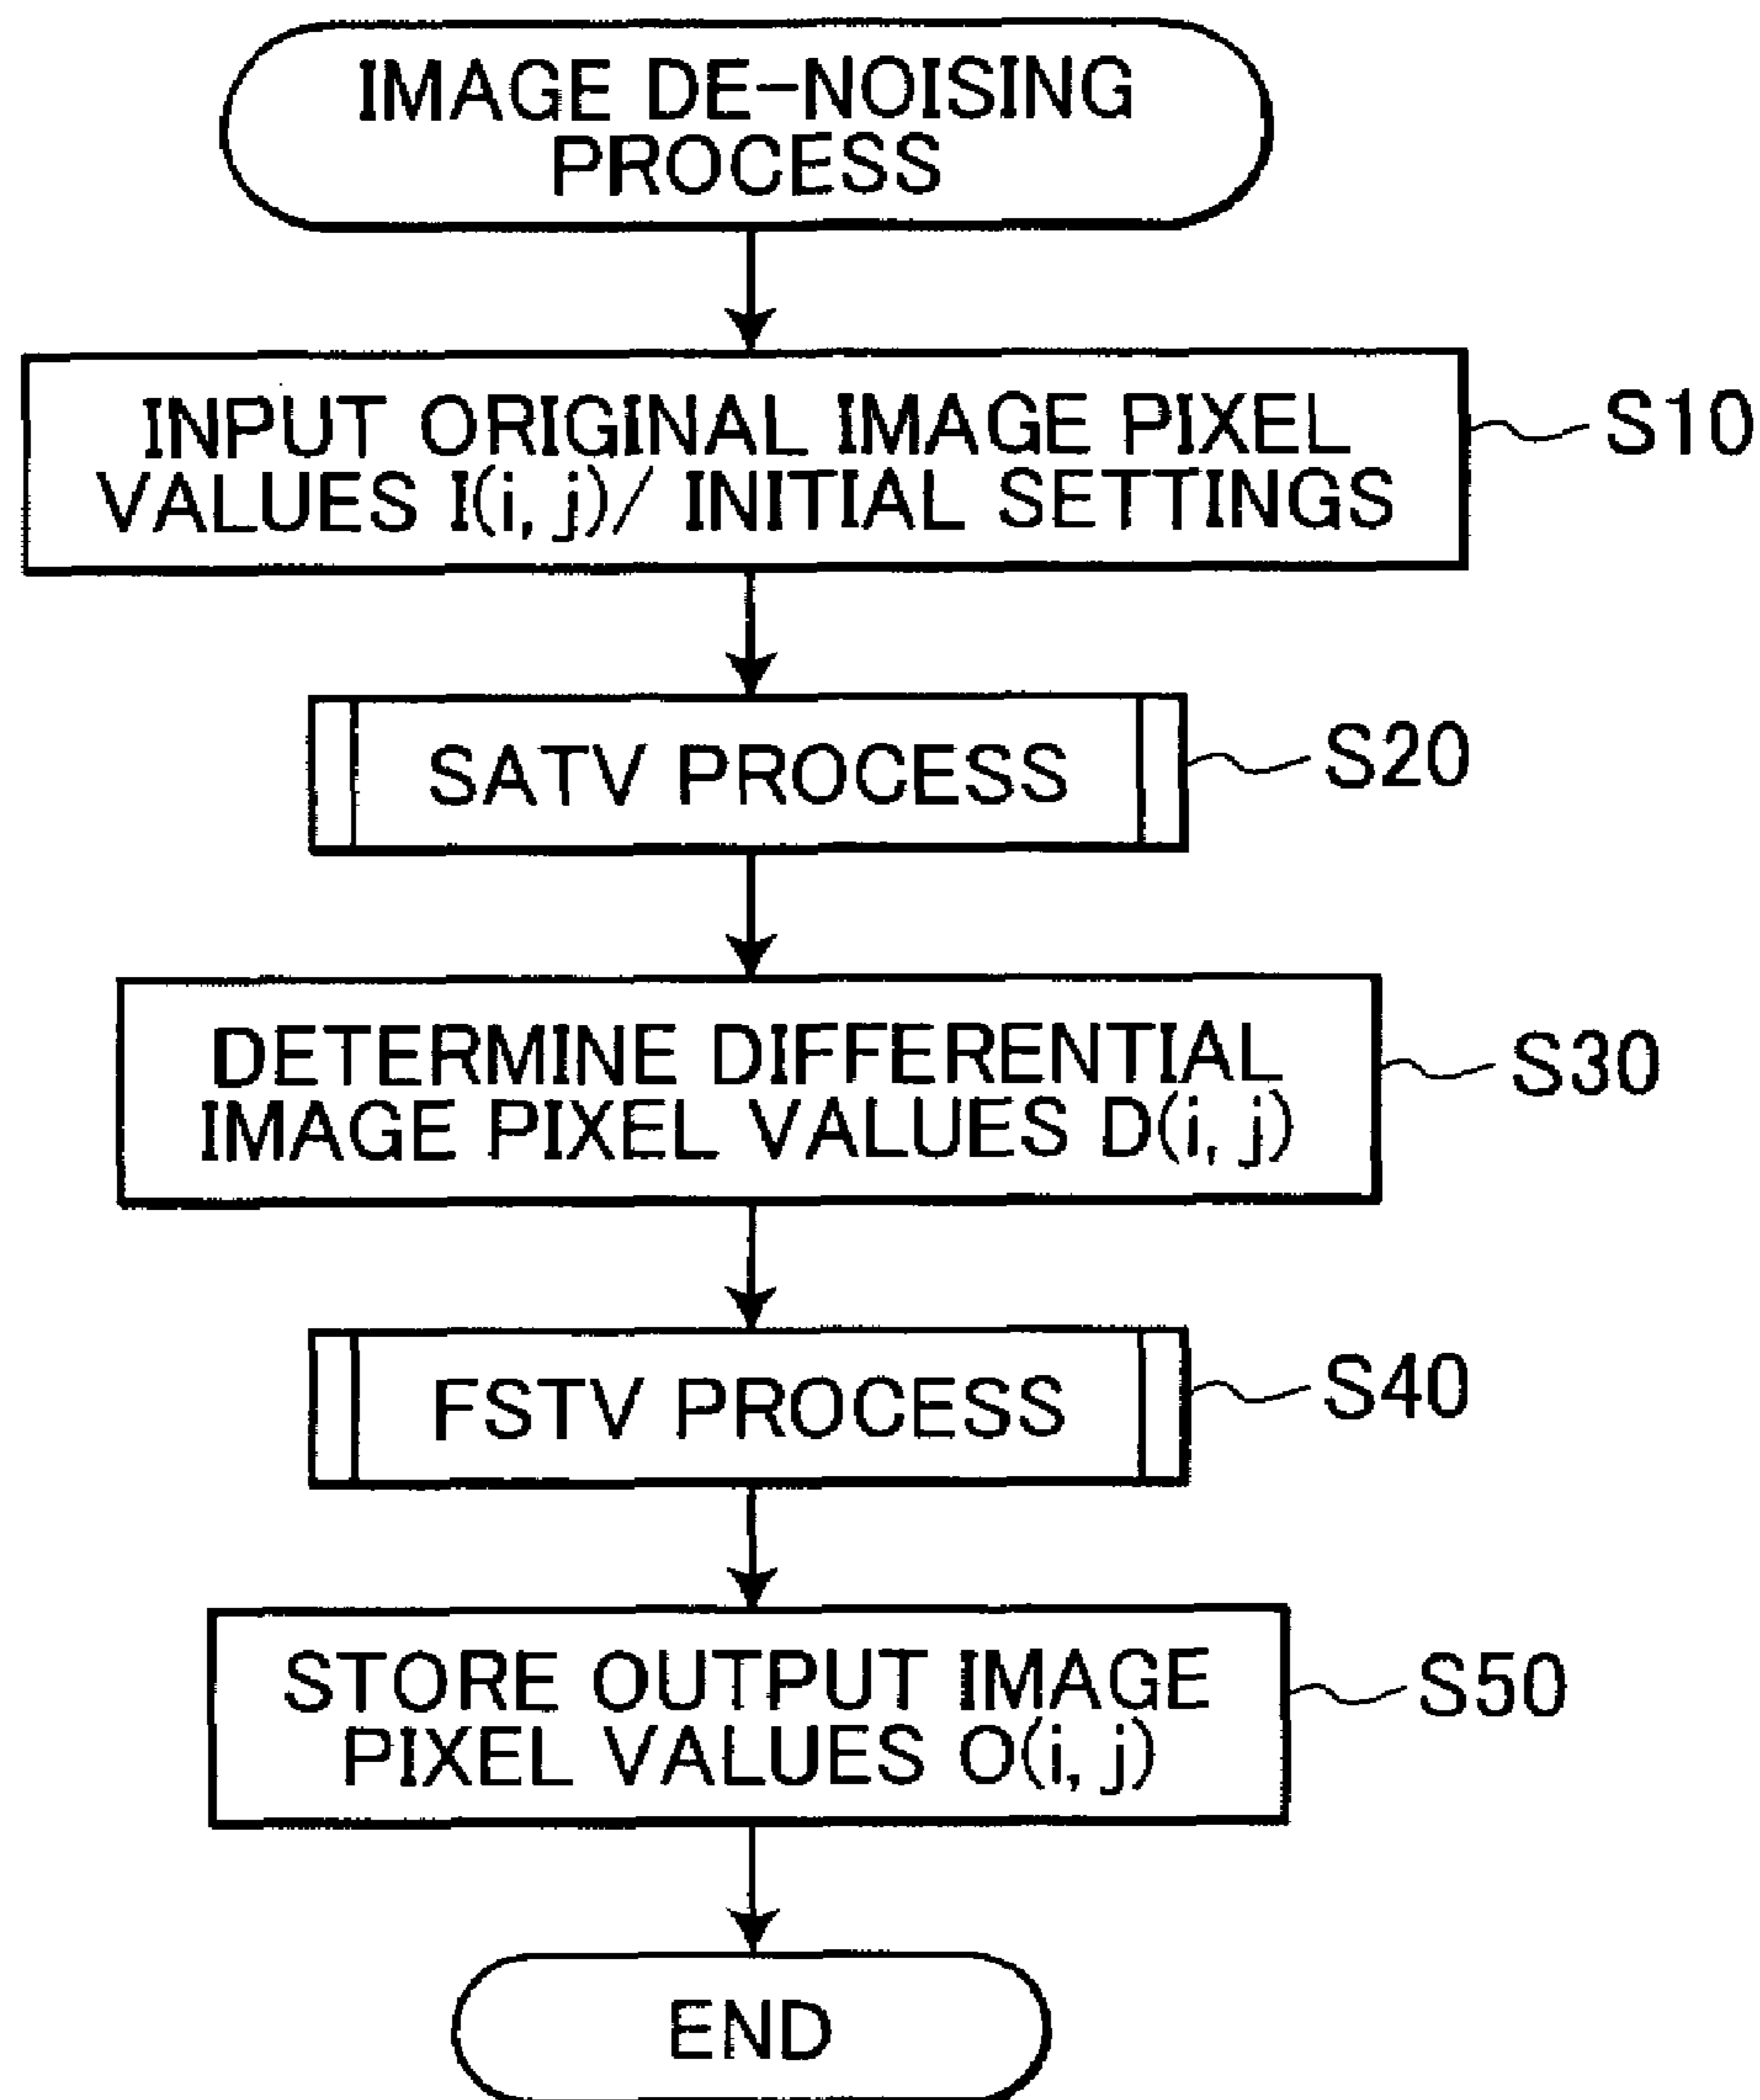 IMAGE DE-NOISING
PROCESS
INPUT ORIGINAL IMAGE PIXEL
VALUES I(i, j)/ INITIAL SETTINGS
S10
SATV PROCESS
S20
DETERMINE DIFFERENTIAL
IMAGE PIXEL VALUES D(i, j)
S30
FSTV PROCESS
S40
STORE OUTPUT IMAGE
PIXEL VALUES O(i, j)
S50
END